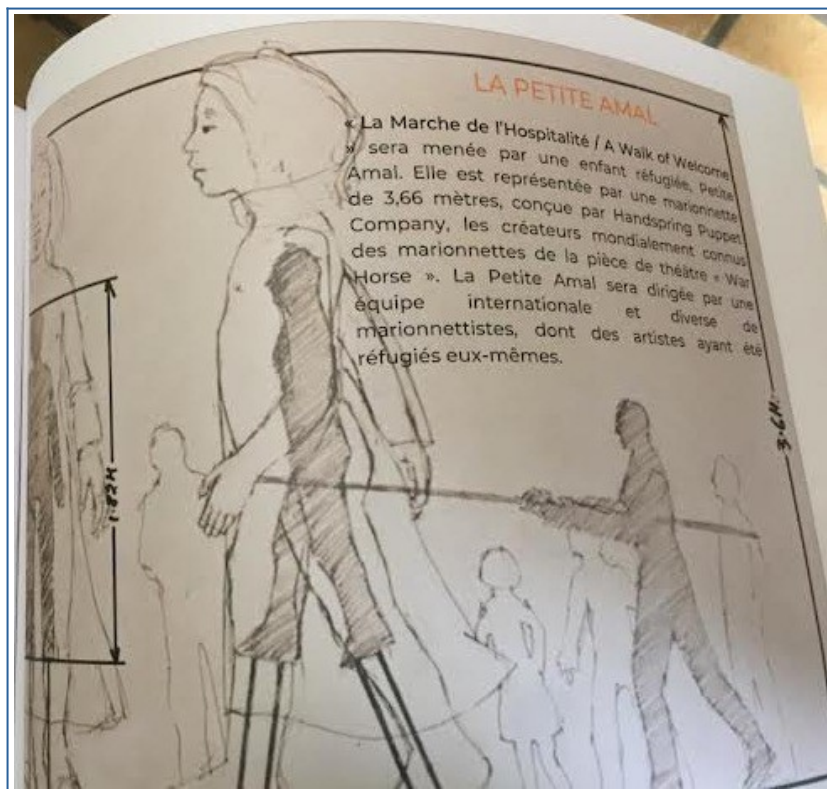 LA PETITE AMAL
« La Marche de l'Hospitalité / A Walk of Welcome
» sera menée par une enfant réfugiée, Petite
Amal. Elle est représentée par une marionnette
de 3,66 mètres, conçue par Handspring Puppet
Company, les créateurs mondialement connus
des marionnettes de la pièce de théâtre « War
Horse ». La Petite Amal sera dirigée par une
équipe internationale et diverse de
marionnettistes, dont des artistes ayant été
réfugiés eux-mêmes.
1.82M
3.6M